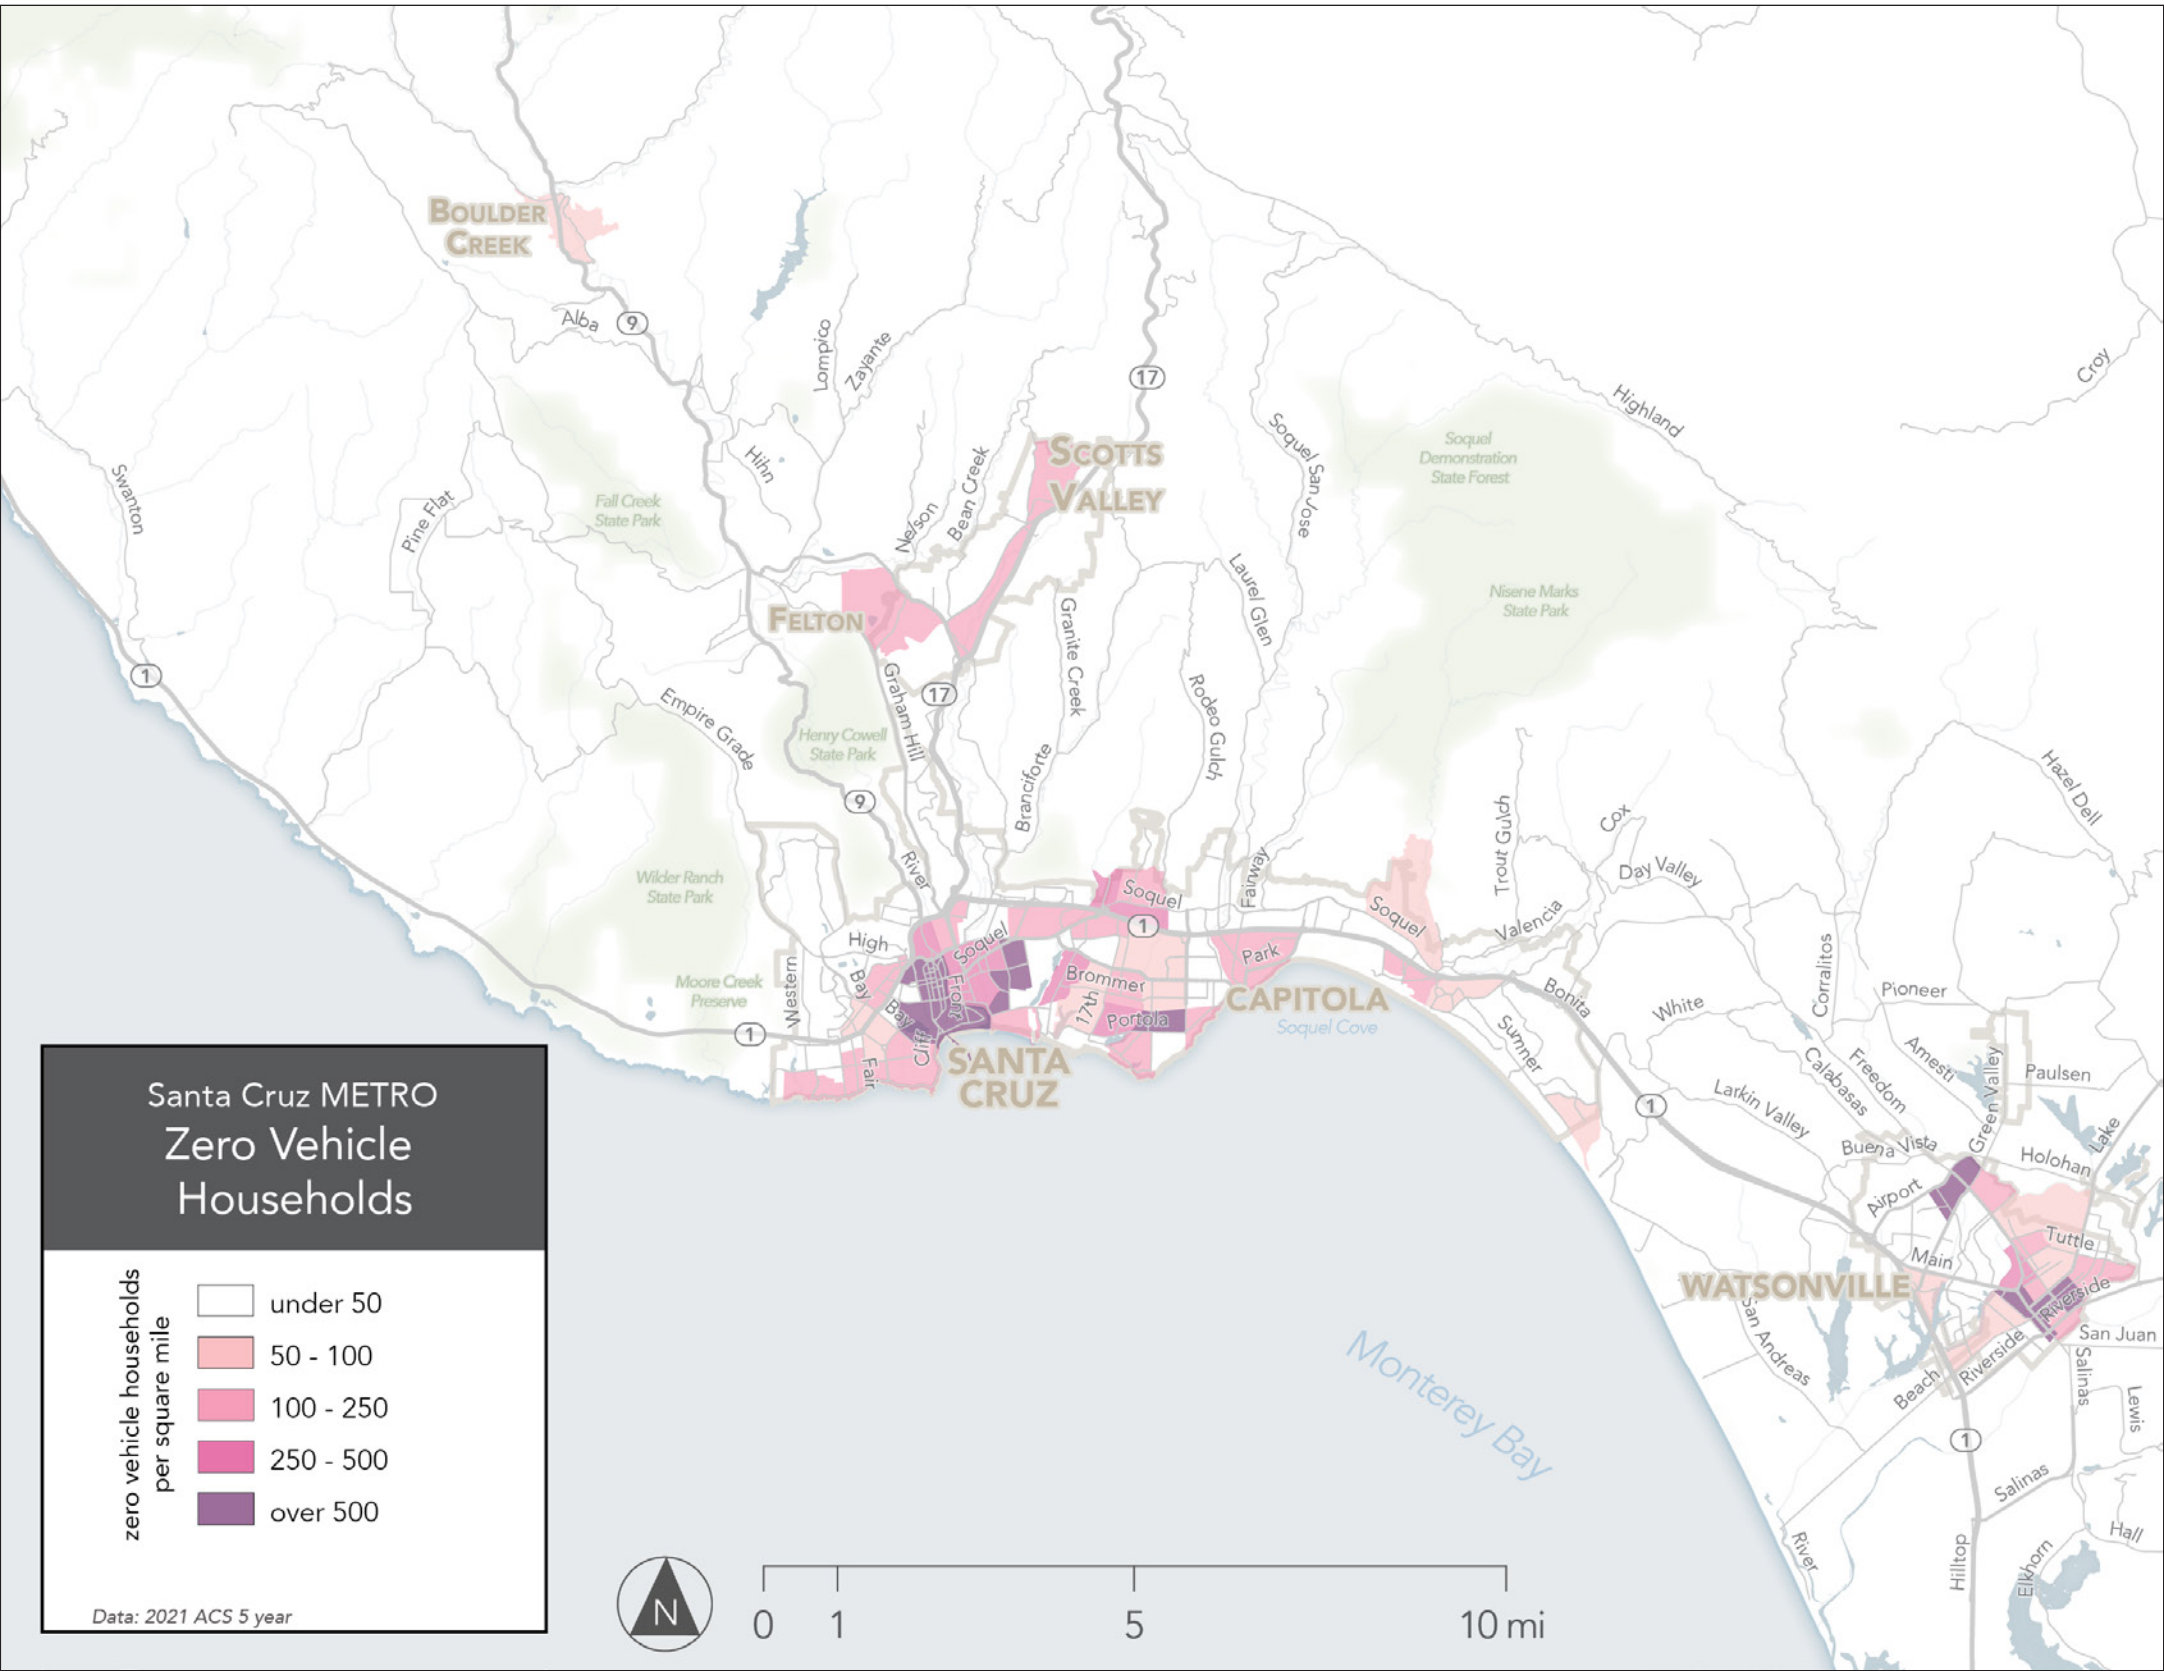 BOULDER
CREEK
Alba
9
Lompico
Zayante
17
Croy
Highland
Soquel
Demonstration
State Forest
Soquel San Jose
SCOTTS
VALLEY
Hihn
Swanton
Pine Flat
Fall Creek
State Park
Nelson
Bean Creek
Laurel Glen
Nisene Marks
State Park
FELTON
Granite Creek
1
Empire Grade
Graham Hill
17
Rodeo Gulch
Henry Cowell
State Park
9
Branciforte
Trout Gulch
Cox
Hazel Dell
River
Fairway
Day Valley
Wilder Ranch
State Park
Soquel
Soquel
Valencia
1
High
Soquel
Park
Corralitos
Western
Bay
Front
Brommer
Moore Creek
Preserve
Bonita
Pioneer
CAPITOLA
Soquel Cove
White
17th
Portola
Bay
1
Cliff
Fair
SANTA
CRUZ
Sumner
Freedom
Calabasas
Amesti
Green Valley
Paulsen
Larkin Valley
1
Buena Vista
Lake
Holohan
Airport
Tuttle
Main
WATSONVILLE
Riverside
San Juan
San Andreas
Riverside
Beach
Salinas
Lewis
Monterey Bay
1
Salinas
Hall
River
Hilltop
Elkhorn
Santa Cruz METRO
Zero Vehicle
Households
zero vehicle households
per square mile
under 50
50 - 100
100 - 250
250 - 500
over 500
Data: 2021 ACS 5 year
N
0 1 5 10 mi